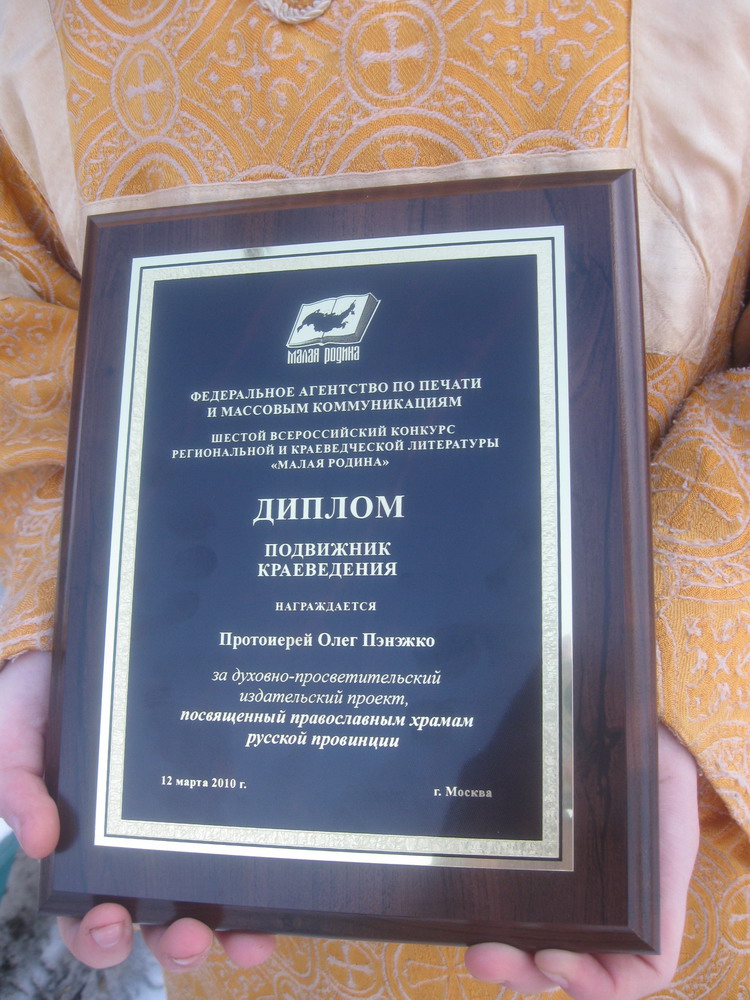 МАЛАЯ РОДИНА
ФЕДЕРАЛЬНОЕ АГЕНТСТВО ПО ПЕЧАТИ
И МАССОВЫМ КОММУНИКАЦИЯМ
ШЕСТОЙ ВСЕРОССИЙСКИЙ КОНКУРС
РЕГИОНАЛЬНОЙ И КРАЕВЕДЧЕСКОЙ ЛИТЕРАТУРЫ
«МАЛАЯ РОДИНА»
ДИПЛОМ
ПОДВИЖНИК
КРАЕВЕДЕНИЯ
НАГРАЖДАЕТСЯ
Протоиерей Олег Пэнэжко
за духовно-просветительский
издательский проект,
посвященный православным храмам
русской провинции
12 марта 2010 г.
г. Москва